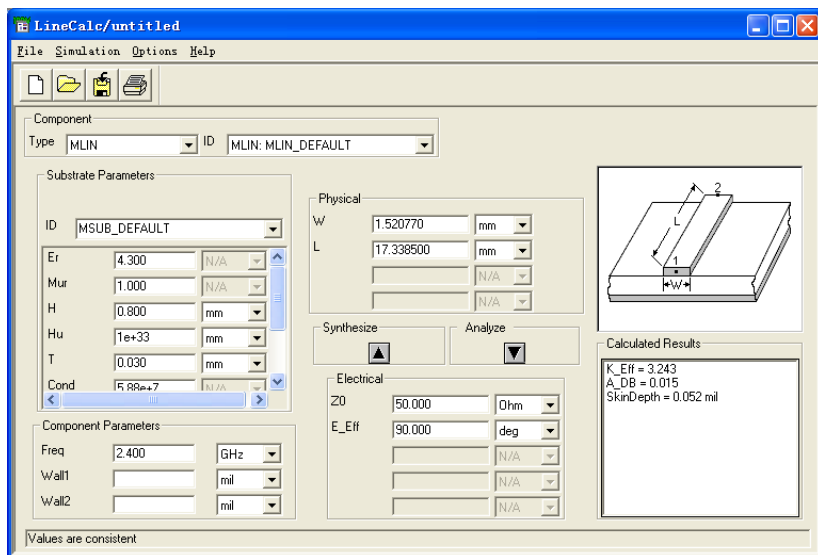 LineCalc/untitled
File Simulation Options Help
Component
Type MLIN ID MLIN: MLIN_DEFAULT
Substrate Parameters
ID MSUB_DEFAULT
Er 4.300 N/A
Mur 1.000 N/A
H 0.800 mm
Hu 1e+33 mm
T 0.030 mm
Cond 5.88e+7 N/A
Component Parameters
Freq 2.400 GHz
Wall1 mil
Wall2 mil
Physical
W 1.520770 mm
L 17.338500 mm
N/A
N/A
Synthesize Analyze
Electrical
Z0 50.000 Ohm
E_Eff 90.000 deg
N/A
N/A
N/A
2
L
1
W
Calculated Results
K_Eff = 3.243
A_DB = 0.015
SkinDepth = 0.052 mil
Values are consistent